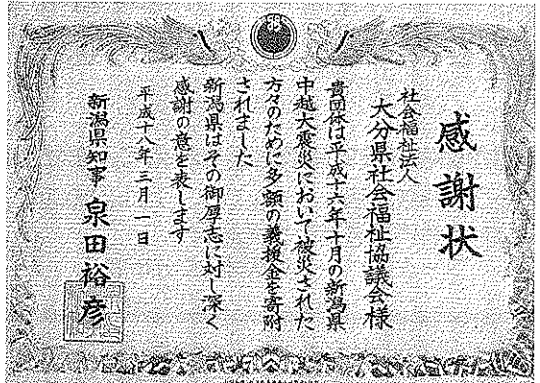 感謝状
社会福祉法人
大分県社会福祉協議会様
貴団体は平成十六年十月の新潟県
中越大震災において被災された
方々のために多額の義援金を寄附
されました
新潟県はその御厚志に対し深く
感謝の意を表します
平成十八年三月一日
新潟県知事 泉田裕彦